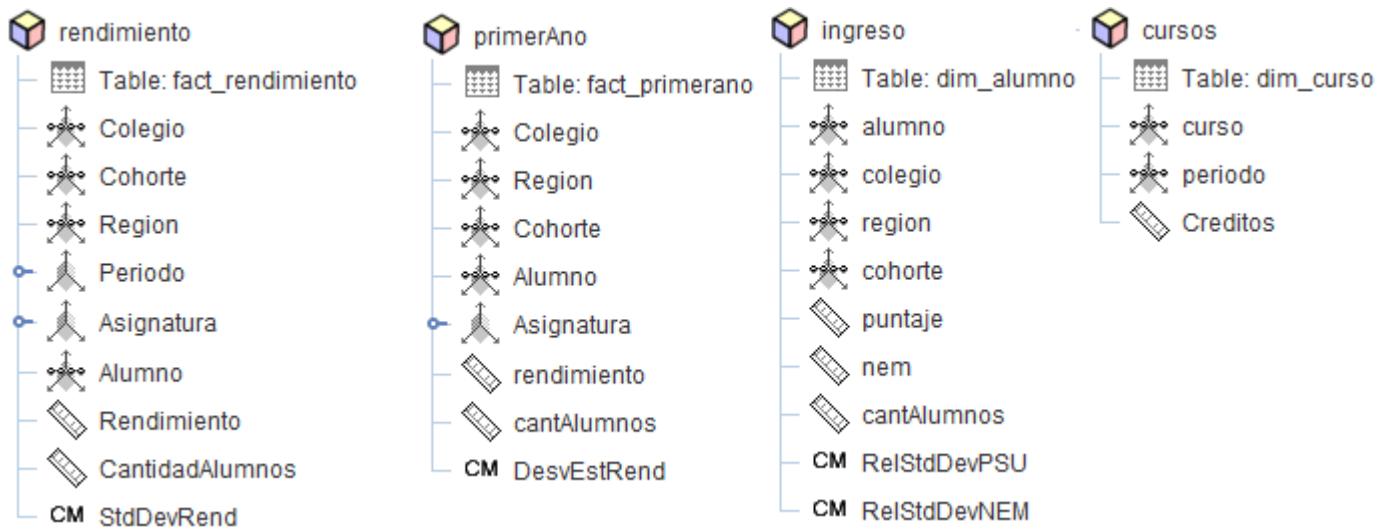 rendimiento
Table: fact_rendimiento
Colegio
Cohorte
Region
Periodo
Asignatura
Alumno
Rendimiento
CantidadAlumnos
CM StdDevRend
primerAno
Table: fact_primerano
Colegio
Region
Cohorte
Alumno
Asignatura
rendimiento
cantAlumnos
CM DesvEstRend
ingreso
Table: dim_alumno
alumno
colegio
region
cohorte
puntaje
nem
cantAlumnos
CM RelStdDevPSU
CM RelStdDevNEM
cursos
Table: dim_curso
curso
periodo
Creditos